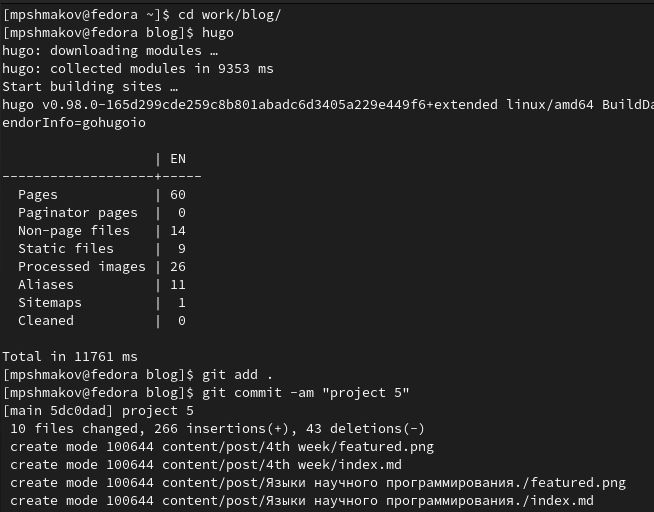 [mpshmakov@fedora ~]$ cd work/blog/
[mpshmakov@fedora blog]$ hugo
hugo: downloading modules …
hugo: collected modules in 9353 ms
Start building sites …
hugo v0.98.0-165d299cde259c8b801abadc6d3405a229e449f6+extended linux/amd64 BuildDa
endorInfo=gohugoio
                   | EN
-------------------+-----
  Pages            | 60
  Paginator pages  |  0
  Non-page files   | 14
  Static files     |  9
  Processed images | 26
  Aliases          | 11
  Sitemaps         |  1
  Cleaned          |  0
Total in 11761 ms
[mpshmakov@fedora blog]$ git add .
[mpshmakov@fedora blog]$ git commit -am "project 5"
[main 5dc0dad] project 5
 10 files changed, 266 insertions(+), 43 deletions(-)
 create mode 100644 content/post/4th week/featured.png
 create mode 100644 content/post/4th week/index.md
 create mode 100644 content/post/Языки научного программирования./featured.png
 create mode 100644 content/post/Языки научного программирования./index.md